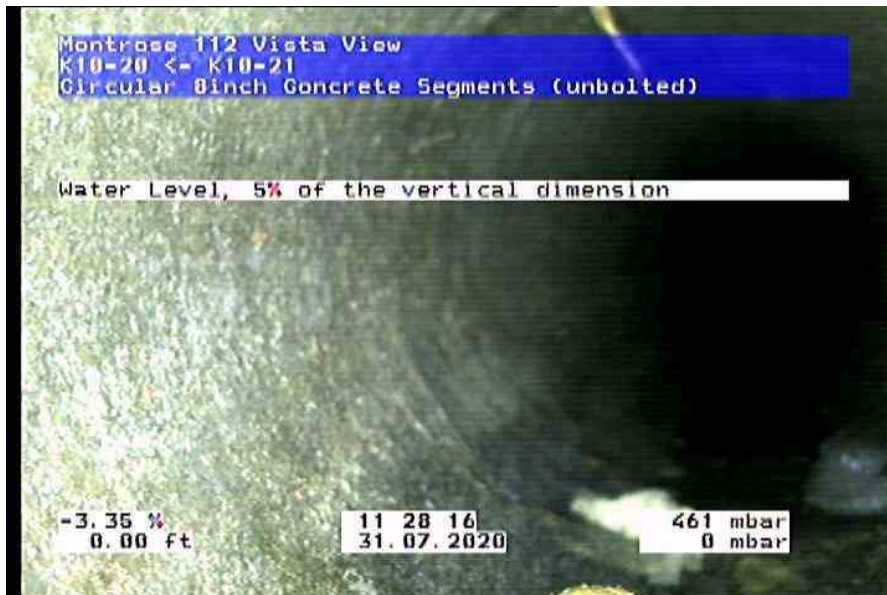 Montrose 112 Vista View
K10-20 <- K10-21
Circular 8inch Concrete Segments (unbolted)
Water Level, 5% of the vertical dimension
-3.35 % 11 28 16 461 mbar
0.00 ft 31.07.2020 0 mbar